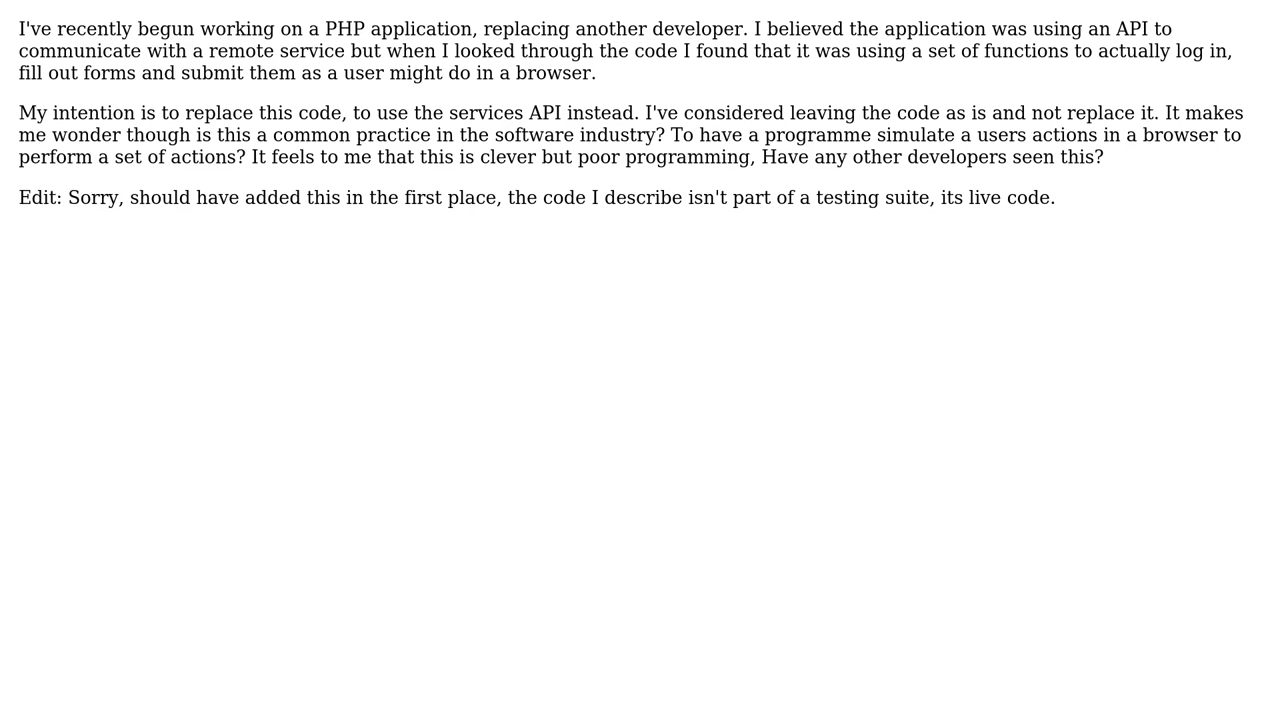 I've recently begun working on a PHP application, replacing another developer. I believed the application was using an API to
communicate with a remote service but when I looked through the code I found that it was using a set of functions to actually log in,
fill out forms and submit them as a user might do in a browser.
My intention is to replace this code, to use the services API instead. I've considered leaving the code as is and not replace it. It makes
me wonder though is this a common practice in the software industry? To have a programme simulate a users actions in a browser to
perform a set of actions? It feels to me that this is clever but poor programming, Have any other developers seen this?
Edit: Sorry, should have added this in the first place, the code I describe isn't part of a testing suite, its live code.